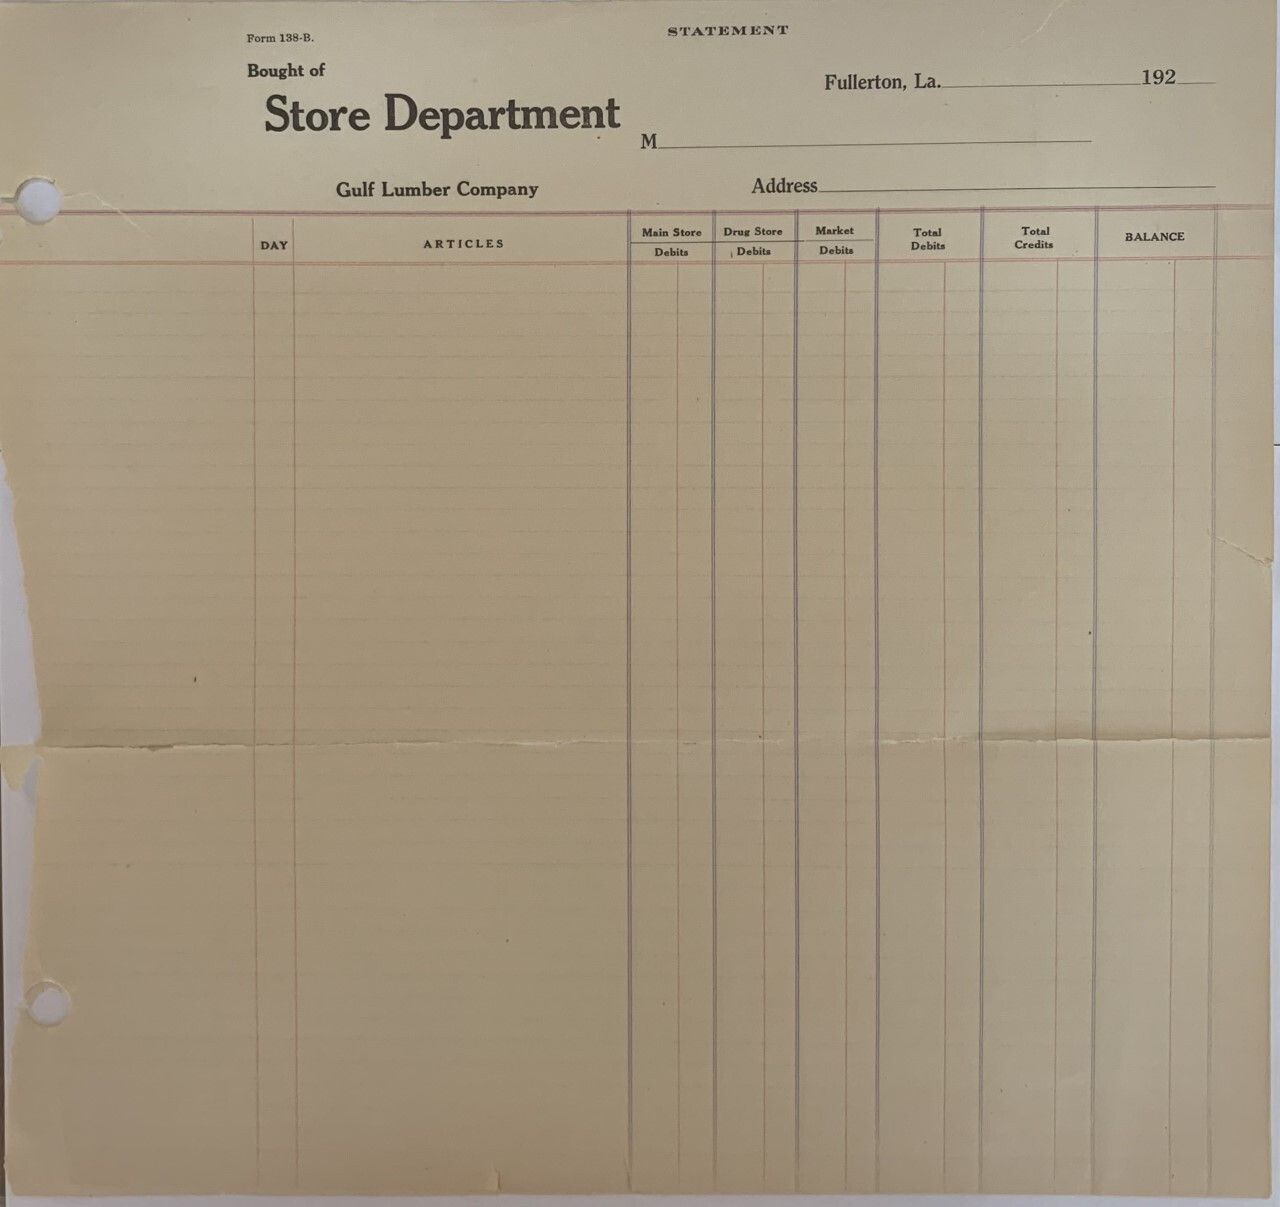 STATEMENT
Form 138-B.
Bought of
Fullerton, La. 192
Store Department
M
Gulf Lumber Company
Address
DAY
ARTICLES
Main Store
Debits
Drug Store
Debits
Market
Debits
Total
Debits
Total
Credits
BALANCE